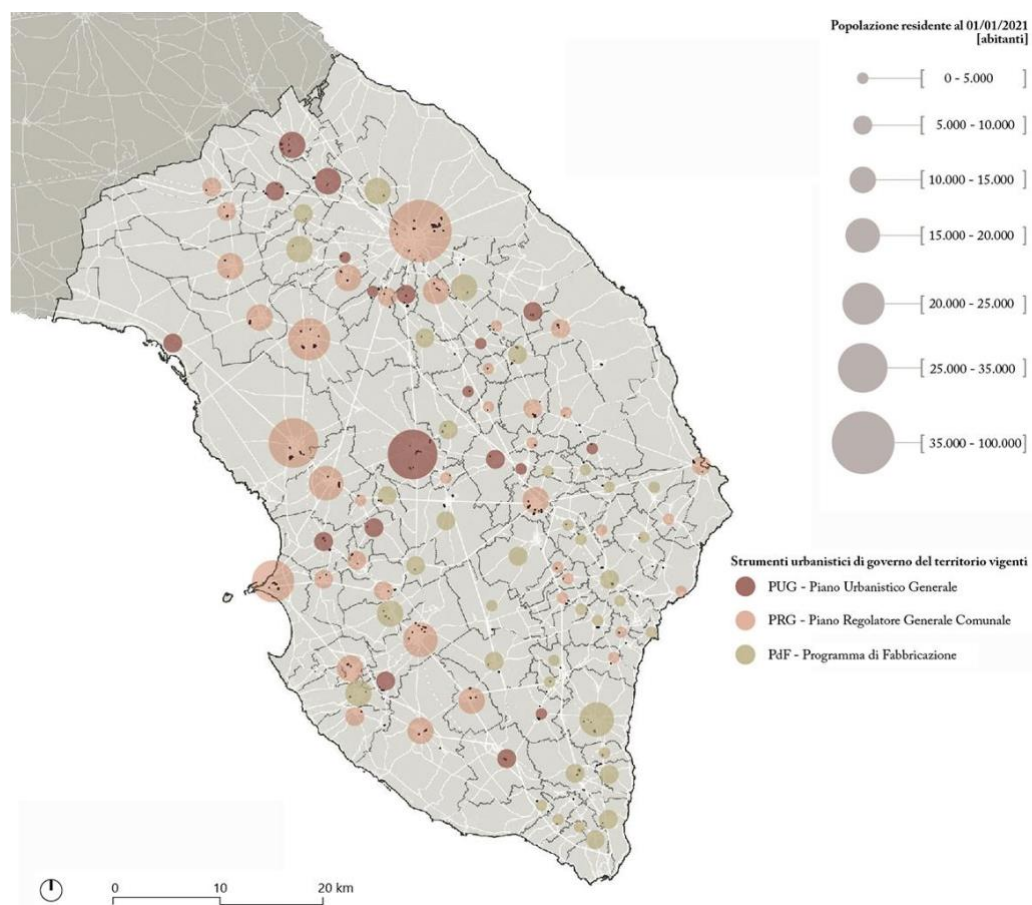 Popolazione residente al 01/01/2021
[abitanti]
[ 0 - 5.000 ]
[ 5.000 - 10.000 ]
[ 10.000 - 15.000 ]
[ 15.000 - 20.000 ]
[ 20.000 - 25.000 ]
[ 25.000 - 35.000 ]
[ 35.000 - 100.000 ]
Strumenti urbanistici di governo del territorio vigenti
PUG - Piano Urbanistico Generale
PRG - Piano Regolatore Generale Comunale
PdF - Programma di Fabbricazione
0 10 20 km